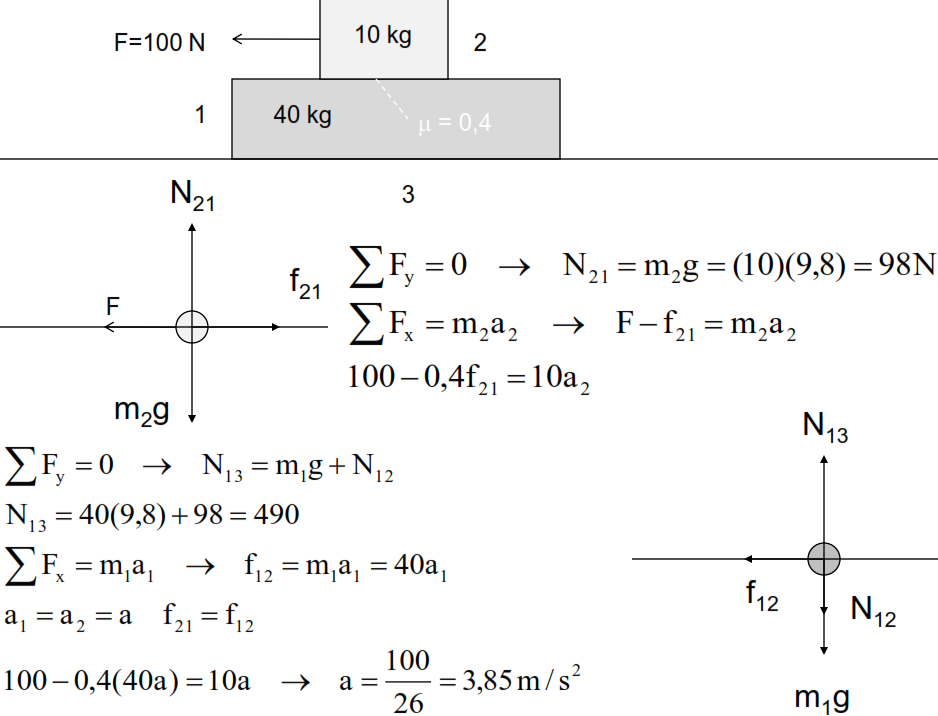 10 kg
F=100 N
2
1
40 kg
μ = 0,4
3
N₂₁
f₂₁
F
m₂g
∑Fᵧ = 0 → N₂₁ = m₂g = (10)(9,8) = 98N
∑Fₓ = m₂a₂ → F − f₂₁ = m₂a₂
100 − 0,4f₂₁ = 10a₂
∑Fᵧ = 0 → N₁₃ = m₁g + N₁₂
N₁₃ = 40(9,8) + 98 = 490
∑Fₓ = m₁a₁ → f₁₂ = m₁a₁ = 40a₁
a₁ = a₂ = a f₂₁ = f₁₂
100 − 0,4(40a) = 10a → a = 100/26 = 3,85 m / s²
N₁₃
f₁₂
N₁₂
m₁g